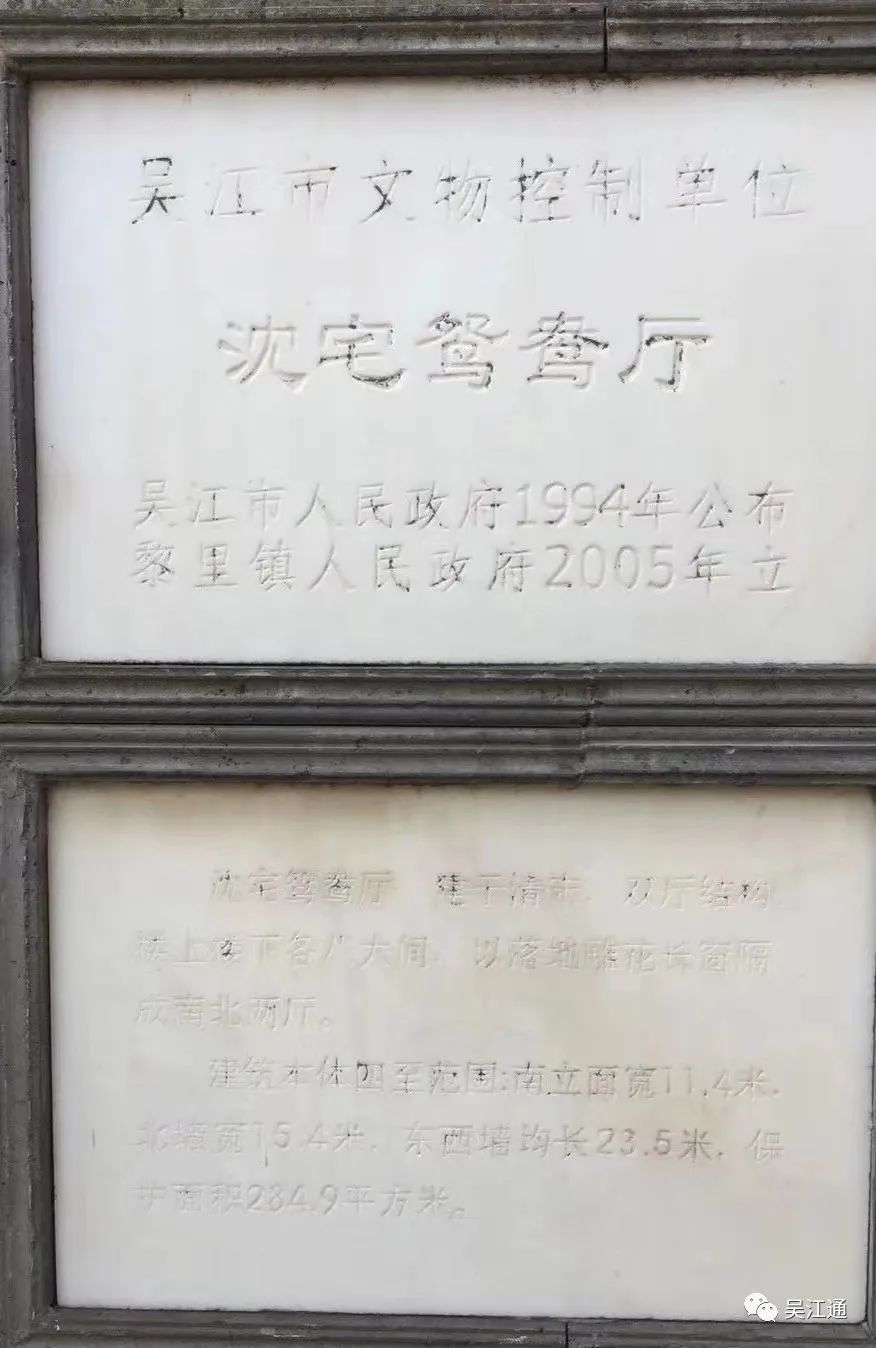 吴江市文物控制单位
沈宅鸳鸯厅
吴江市人民政府1994年公布
黎里镇人民政府2005年立
沈宅鸳鸯厅 建于清末，双厅结构，
楼上楼下各八大间，以落地雕花长窗隔
成南北两厅。
建筑本体四至范围:南立面宽11.4米，
北墙宽15.4米，东西墙均长23.5米，保
护面积284.9平方米。
吴江通